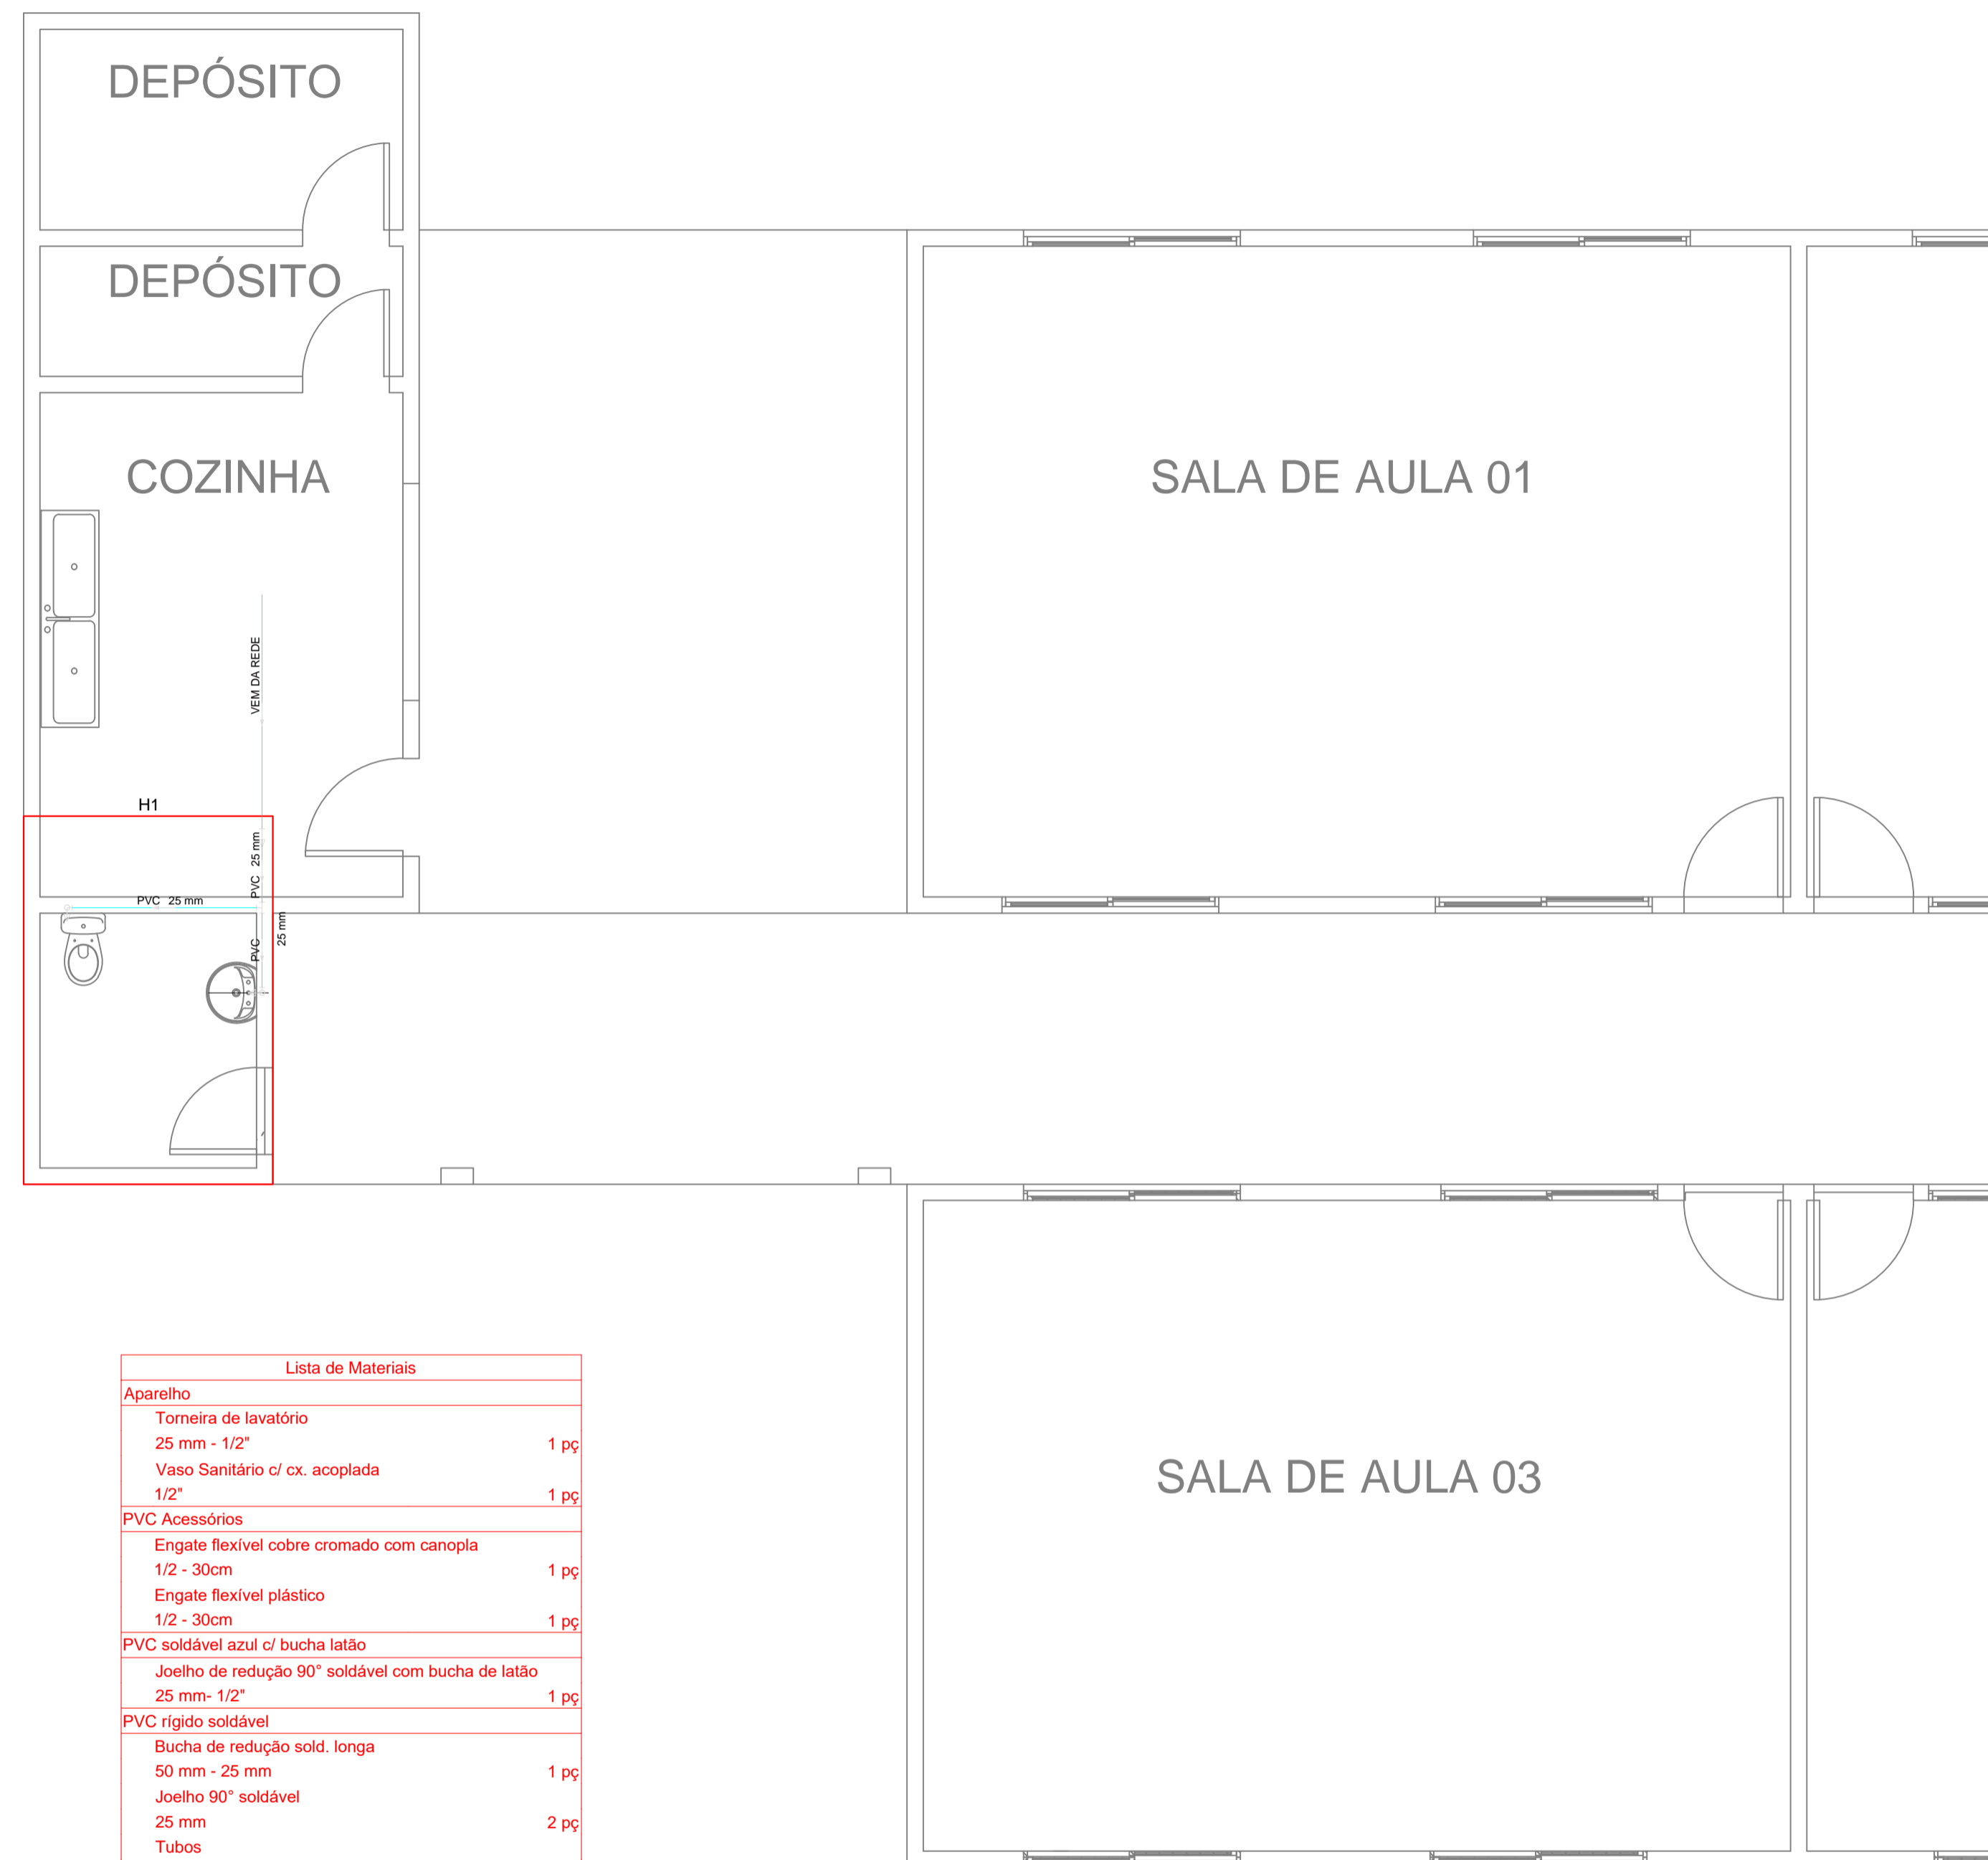 DEPÓSITO
DEPÓSITO
COZINHA
SALA DE AULA 01
VEM DA REDE
H1
PVC 25 mm
PVC 25 mm
PVC 25 mm
Lista de Materiais
Aparelho
Torneira de lavatório
25 mm - 1/2" 1 pç
Vaso Sanitário c/ cx. acoplada
1/2" 1 pç
PVC Acessórios
Engate flexível cobre cromado com canopla
1/2 - 30cm 1 pç
Engate flexível plástico
1/2 - 30cm 1 pç
PVC soldável azul c/ bucha latão
Joelho de redução 90° soldável com bucha de latão
25 mm- 1/2" 1 pç
PVC rígido soldável
Bucha de redução sold. longa
50 mm - 25 mm 1 pç
Joelho 90° soldável
25 mm 2 pç
Tubos
SALA DE AULA 03